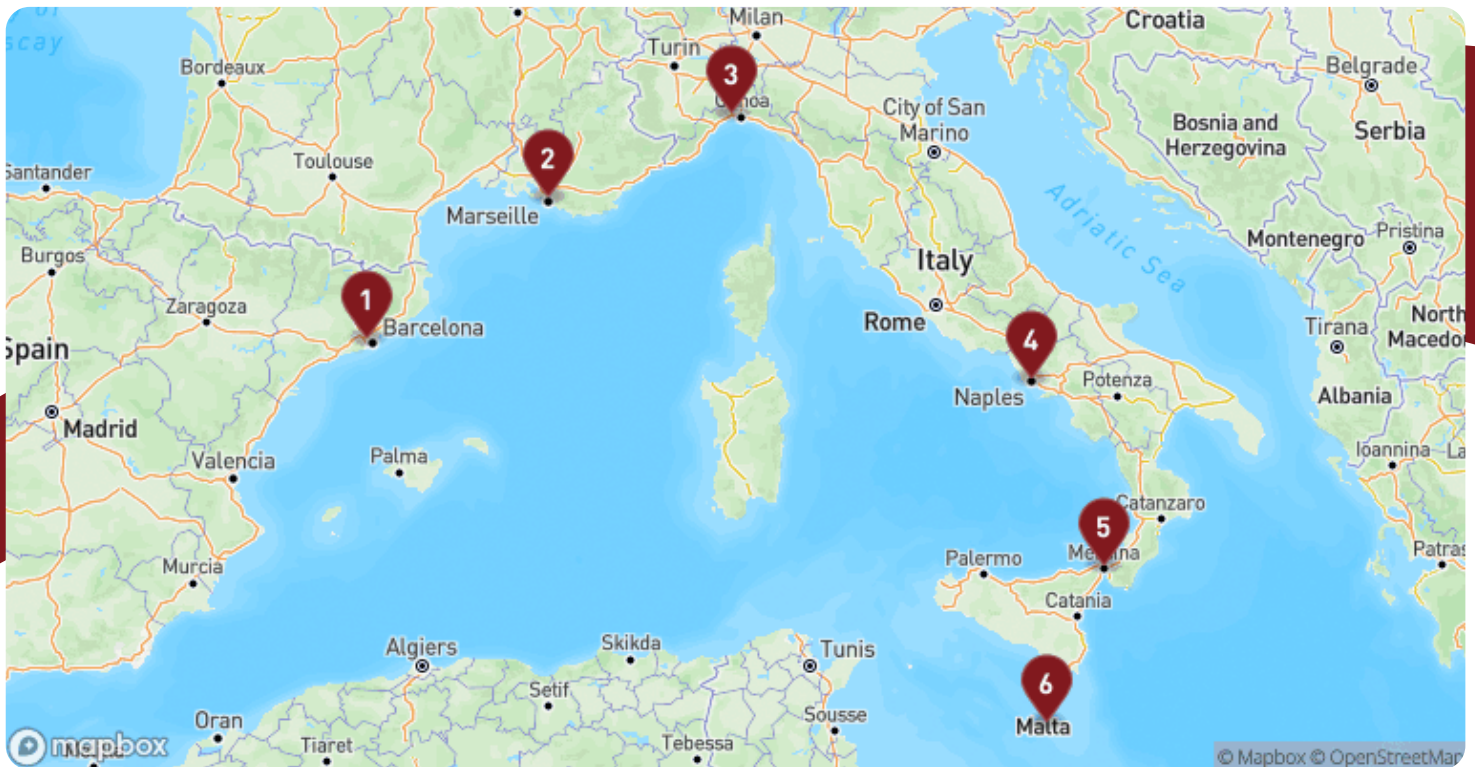 y of
scay
Croatia
Milan
Turin
Bordeaux
3
Belgrade
City of San
Marino
Bosnia and
Herzegovina
Serbia
2
Toulouse
Santander
Marseille
Adriatic Sea
Montenegro
Pristina
Burgos
Italy
1
Zaragoza
Barcelona
Rome
North
Macedo
Tirana
Spain
4
Naples
Potenza
Albania
Madrid
Valencia
Palma
Ioannina
La
Catanzaro
5
Palermo
Murcia
Patras
Catania
Algiers
Skikda
Tunis
6
Setif
Oran
Sousse
Malta
Tiaret
Tebessa
mapbox
© Mapbox © OpenStreetMap